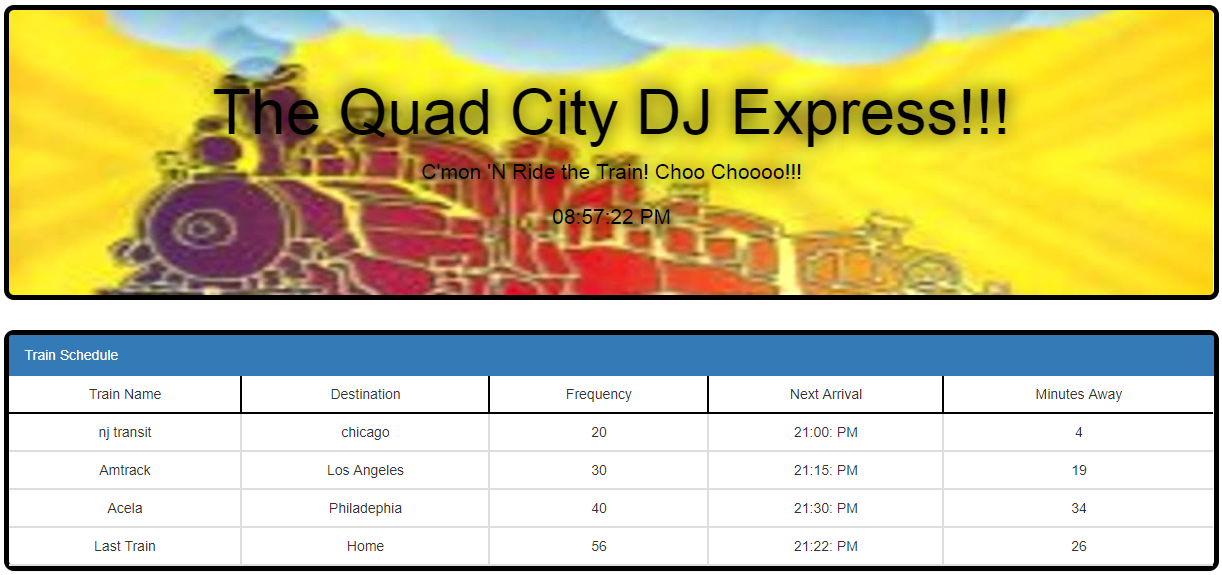 The Quad City DJ Express!!!
C'mon 'N Ride the Train! Choo Choooo!!!
08:57:22 PM
Train Schedule
Train Name Destination Frequency Next Arrival Minutes Away
nj transit chicago 20 21:00: PM 4
Amtrack Los Angeles 30 21:15: PM 19
Acela Philadephia 40 21:30: PM 34
Last Train Home 56 21:22: PM 26